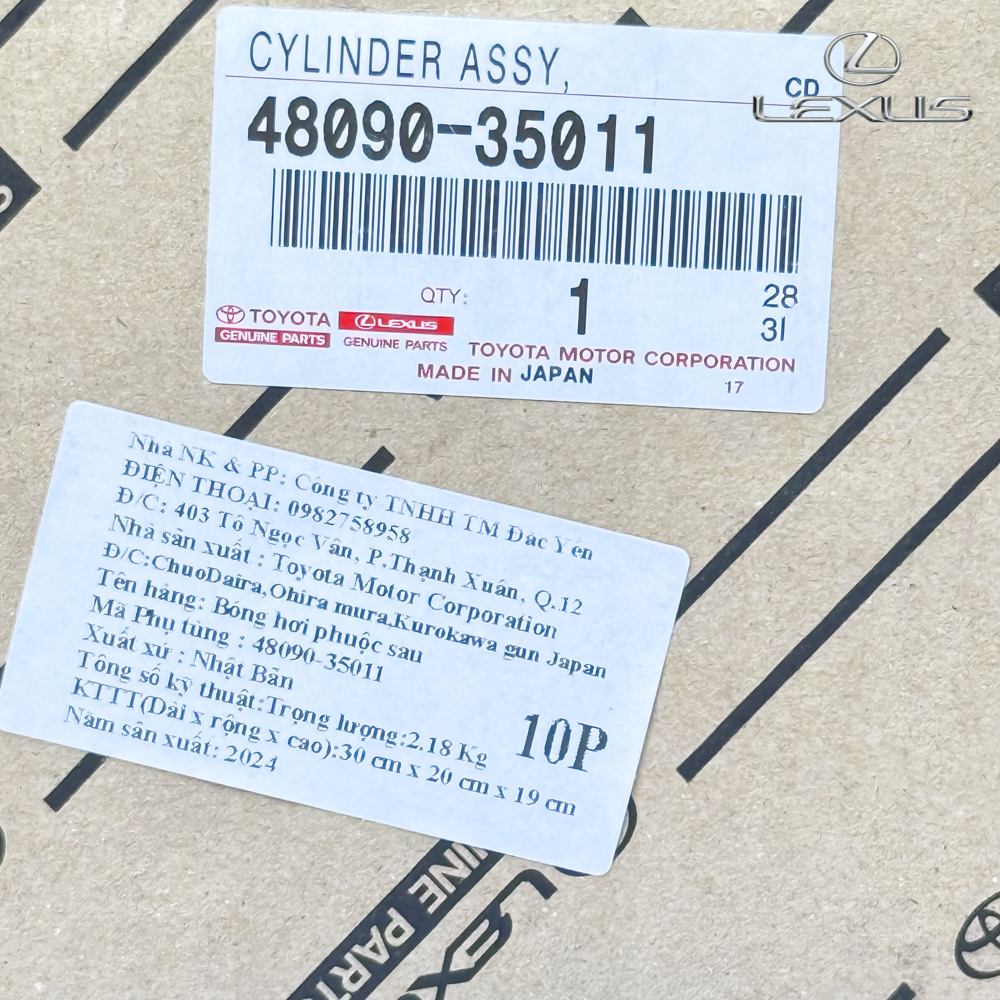 CYLINDER ASSY,
CD
LEXUS
48090-35011
QTY: 1
28
31
TOYOTA LEXUS
GENUINE PARTS GENUINE PARTS
TOYOTA MOTOR CORPORATION
MADE IN JAPAN
17
Nhà NK & PP: Công ty TNHH TM Đắc Yến
ĐIỆN THOẠI: 0982758958
Đ/C: 403 Tô Ngọc Vân, P.Thạnh Xuân, Q.12
Nhà sản xuất : Toyota Motor Corporation
Đ/C:ChuoDaira,Ohira mura,Kurokawa gun Japan
Tên hàng: Bóng hơi phuộc sau
Mã Phụ tùng : 48090-35011
Xuất xứ : Nhật Bản
Tông số kỹ thuật:Trọng lượng:2.18 Kg
KTTT(Dài x rộng x cao):30 cm x 20 cm x 19 cm
Năm sản xuất: 2024
10P
INE PART
LEXU